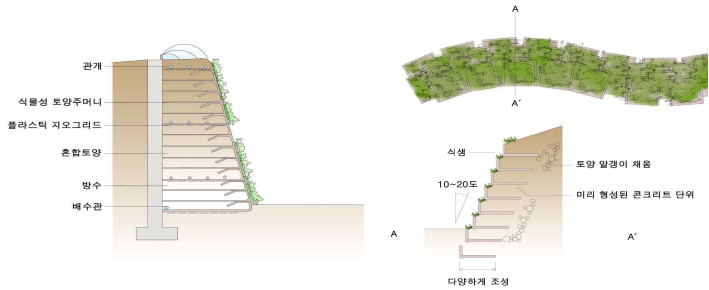 관개
식물성 토양주머니
플라스틱 지오그리드
혼합토양
방수
배수관
A
A´
식생
토양 알갱이 채움
10~20도
미리 형성된 콘크리트 단위
A
A´
다양하게 조성